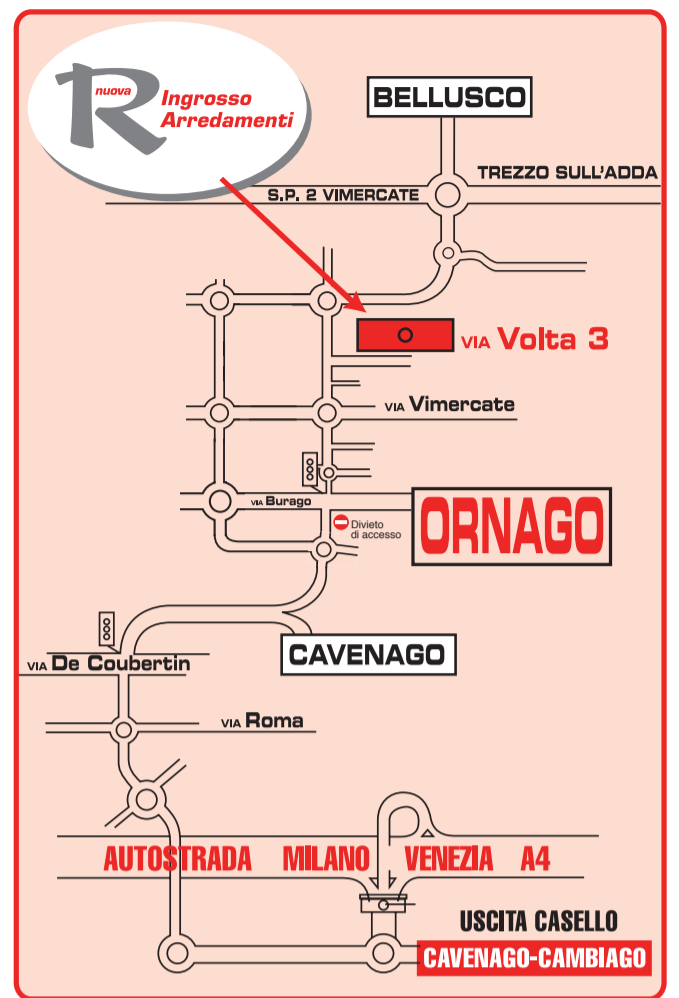 nuova
R
Ingrosso
Arredamenti
BELLUSCO
TREZZO SULL'ADDA
S.P. 2 VIMERCATE
VIA Volta 3
VIA Vimercate
VIA Burago
ORNAGO
Divieto
di accesso
CAVENAGO
VIA De Coubertin
VIA Roma
AUTOSTRADA MILANO VENEZIA A4
USCITA CASELLO
CAVENAGO-CAMBIAGO